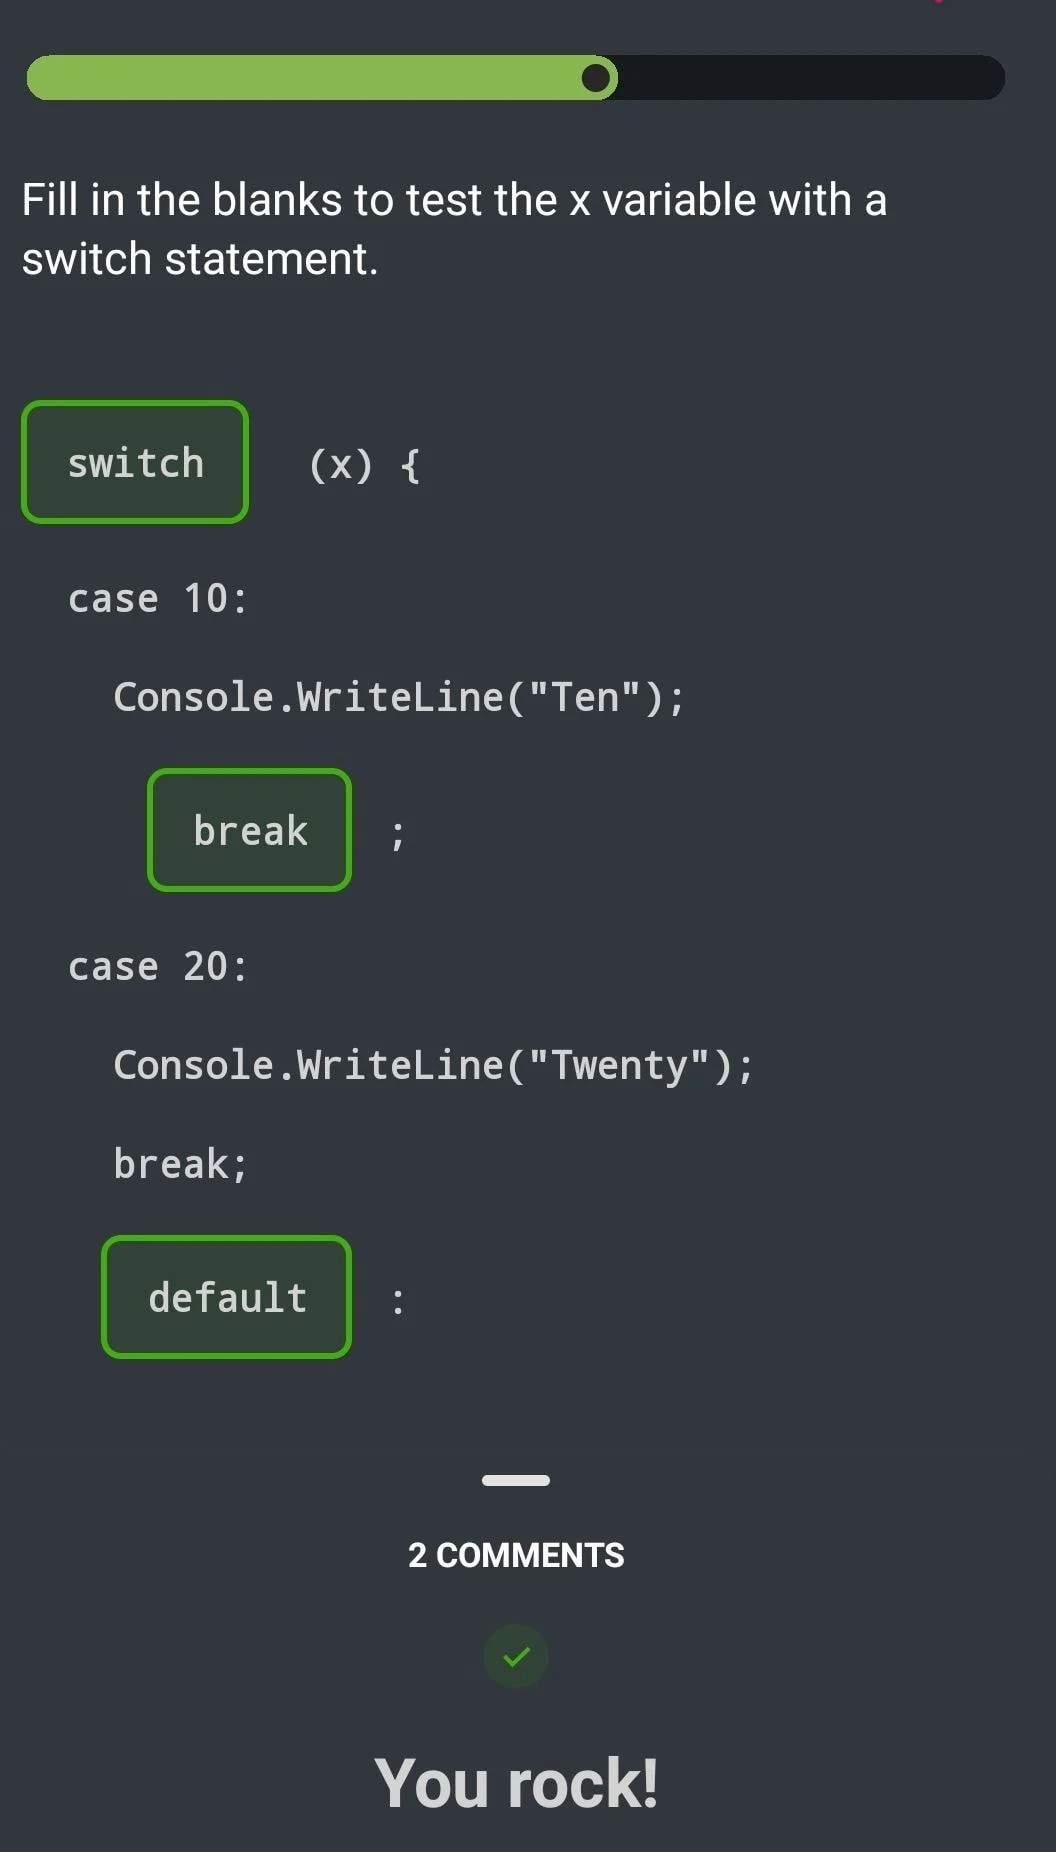 Fill in the blanks to test the x variable with a
switch statement.
switch (x) {
case 10:
Console.WriteLine("Ten");
break ;
case 20:
Console.WriteLine("Twenty");
break;
default :
2 COMMENTS
You rock!